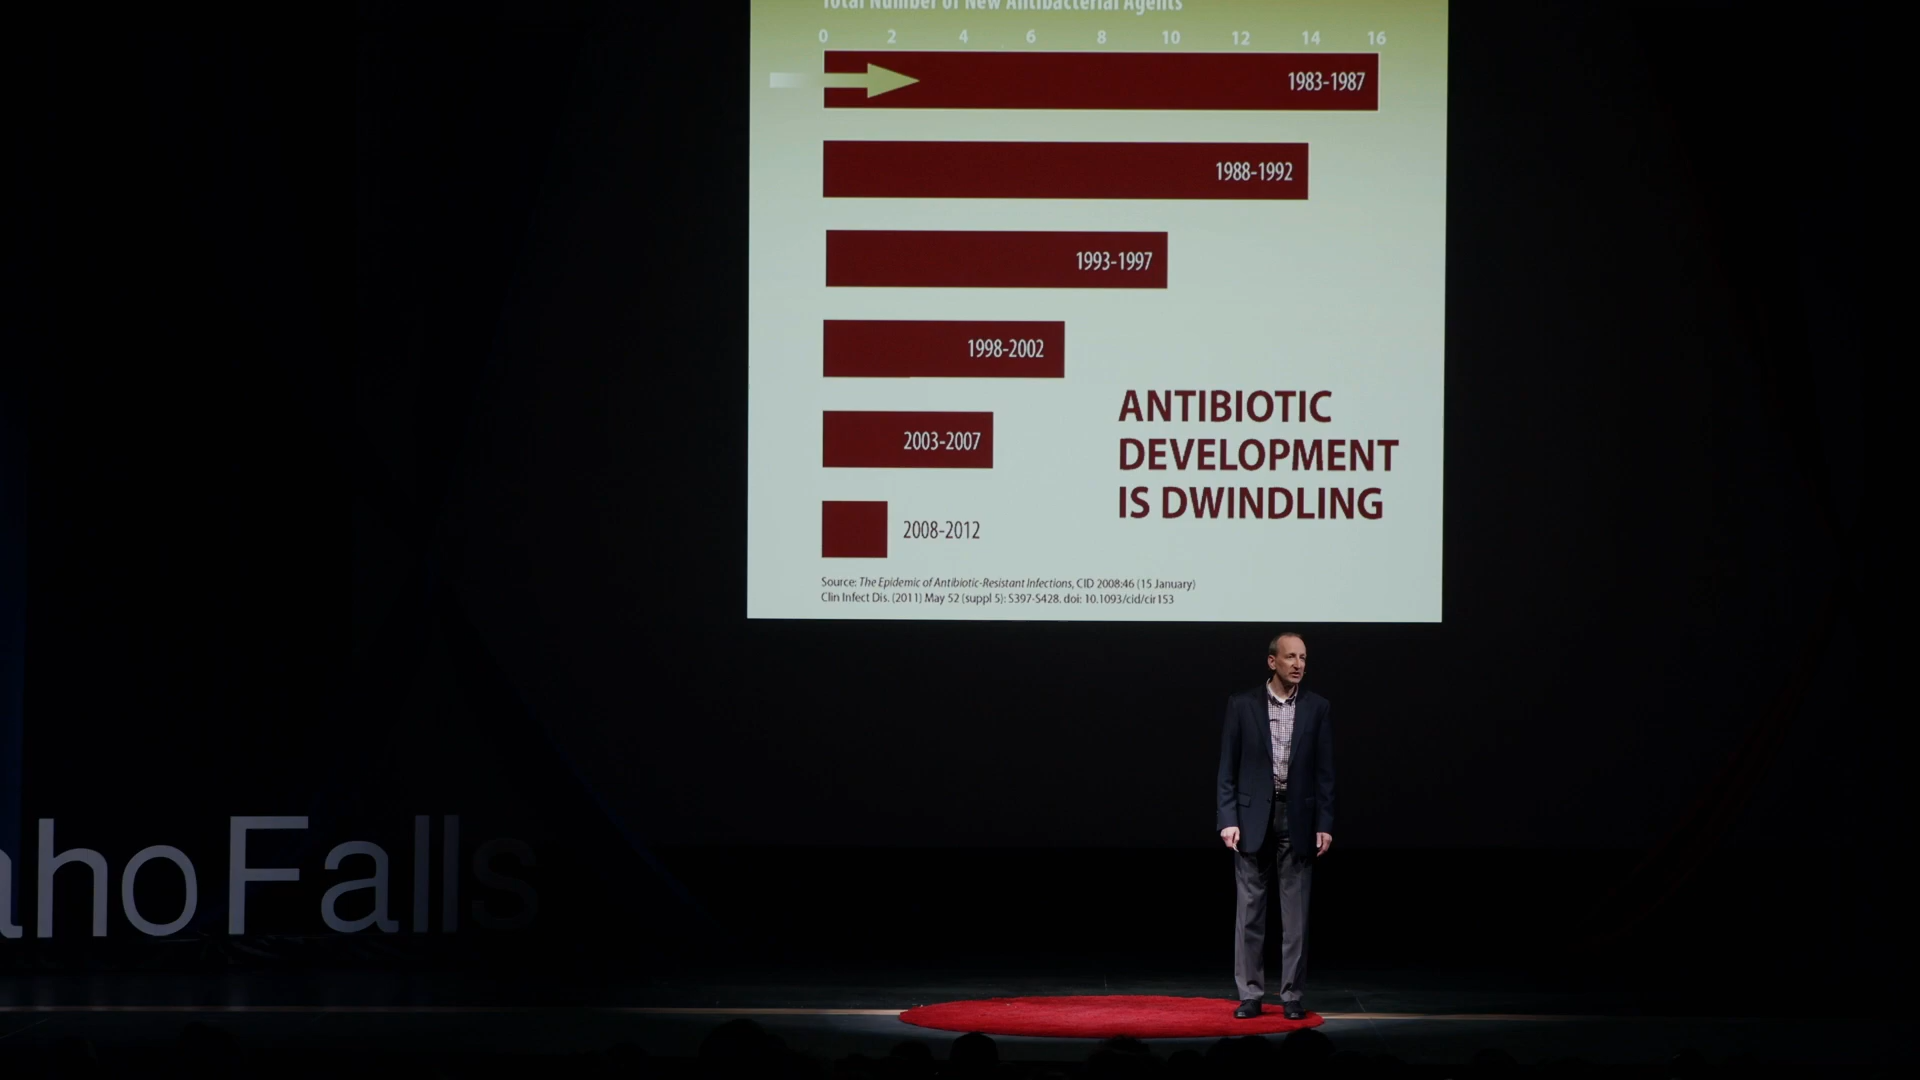 Total Number of New Antibacterial Agents
0 2 4 6 8 10 12 14 16
1983-1987
1988-1992
1993-1997
1998-2002
2003-2007
2008-2012
ANTIBIOTIC
DEVELOPMENT
IS DWINDLING
Source: The Epidemic of Antibiotic-Resistant Infections, CID 2008:46 (15 January)
Clin Infect Dis. (2011) May 52 (suppl 5): S397-S428. doi: 10.1093/cid/cir153
aho Falls